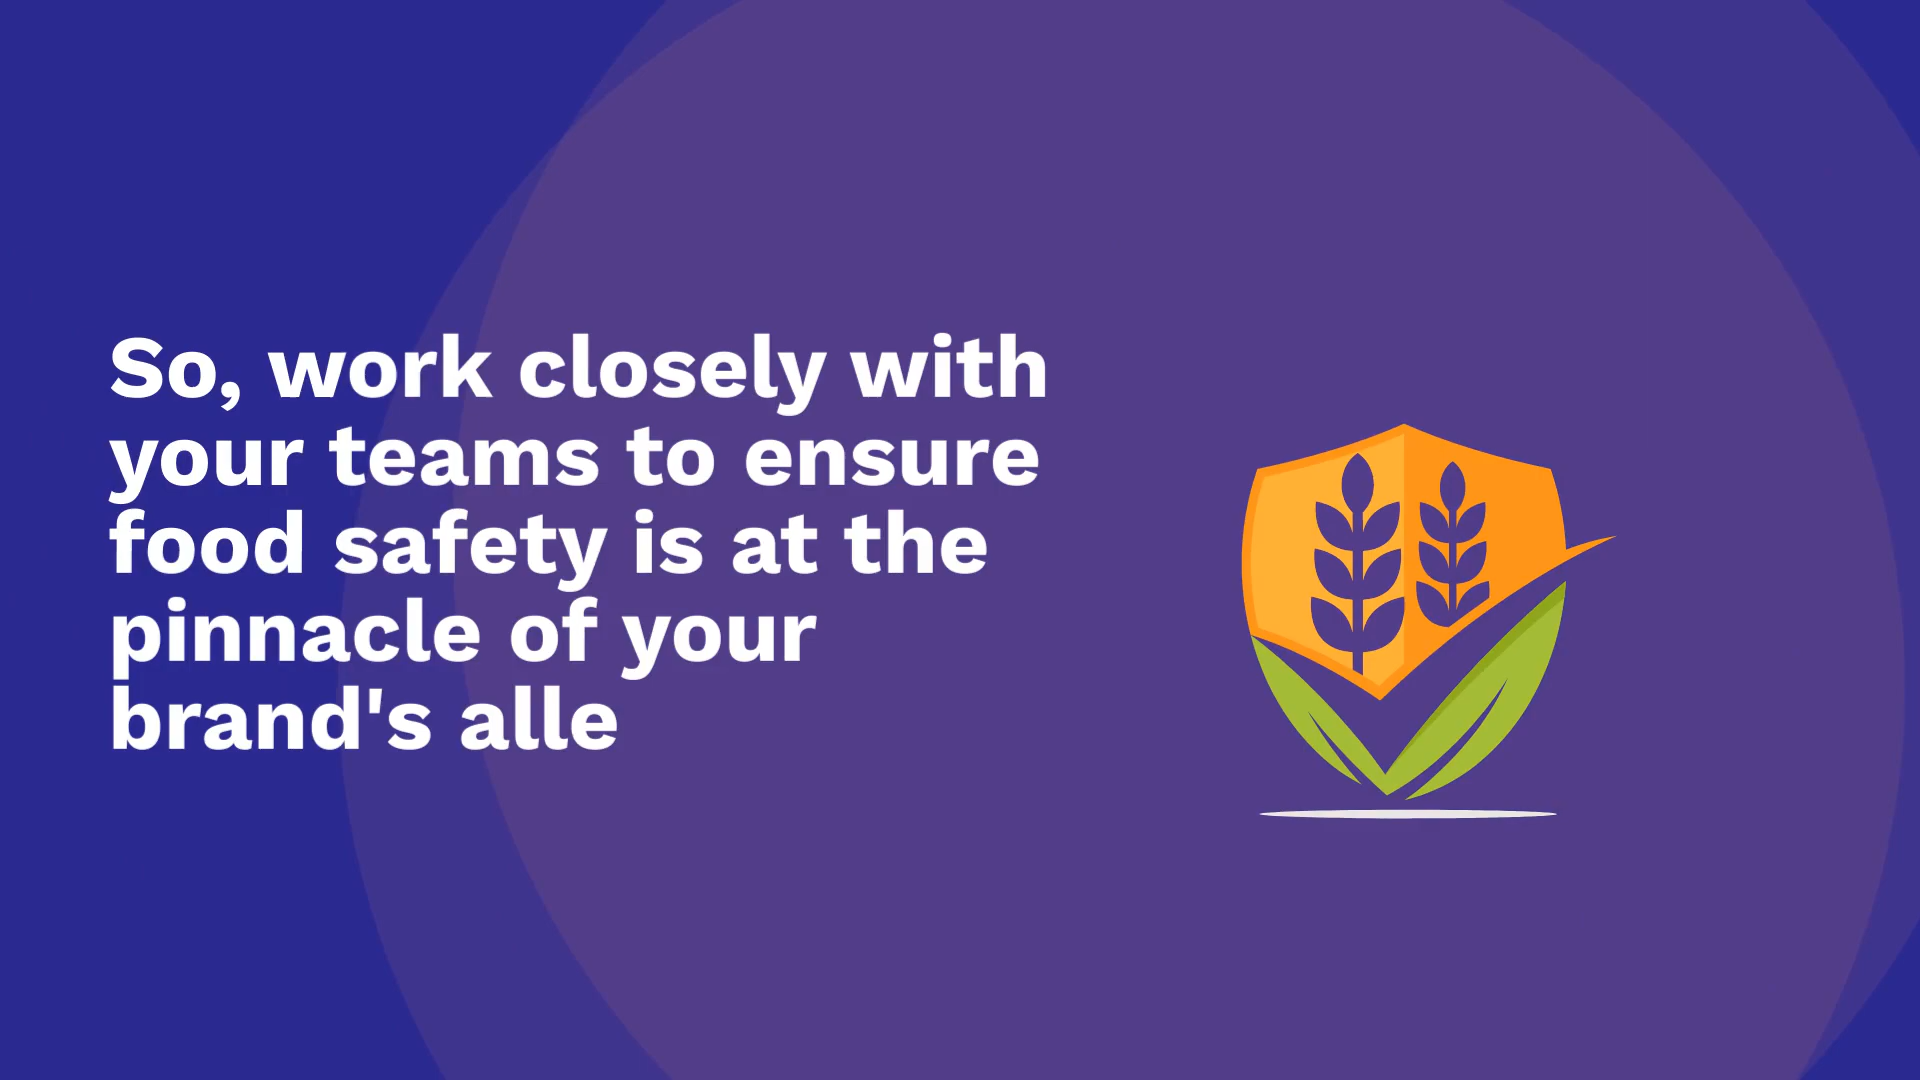 So, work closely with
your teams to ensure
food safety is at the
pinnacle of your
brand's alle